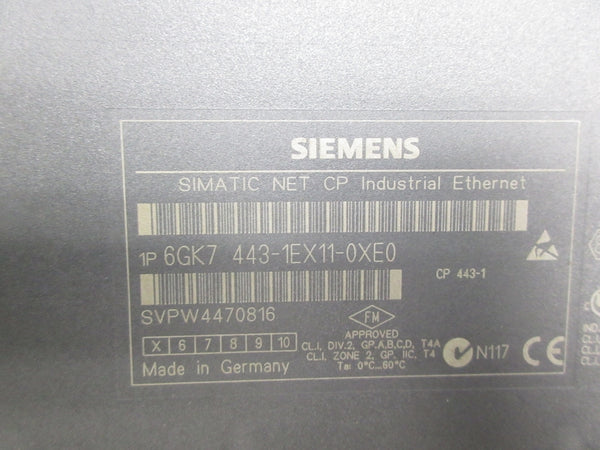 SIEMENS
SIMATIC NET CP Industrial Ethernet
1P 6GK7 443-1EX11-0XE0
CP 443-1
SVPW4470816
FM
APPROVED
X 6 7 8 9 10
CL.I, DIV.2, GP.A,B,C,D, T4A
CL.I, ZONE 2, GP. IIC, T4
Ta: 0°C...60°C
N117
CE
Made in Germany